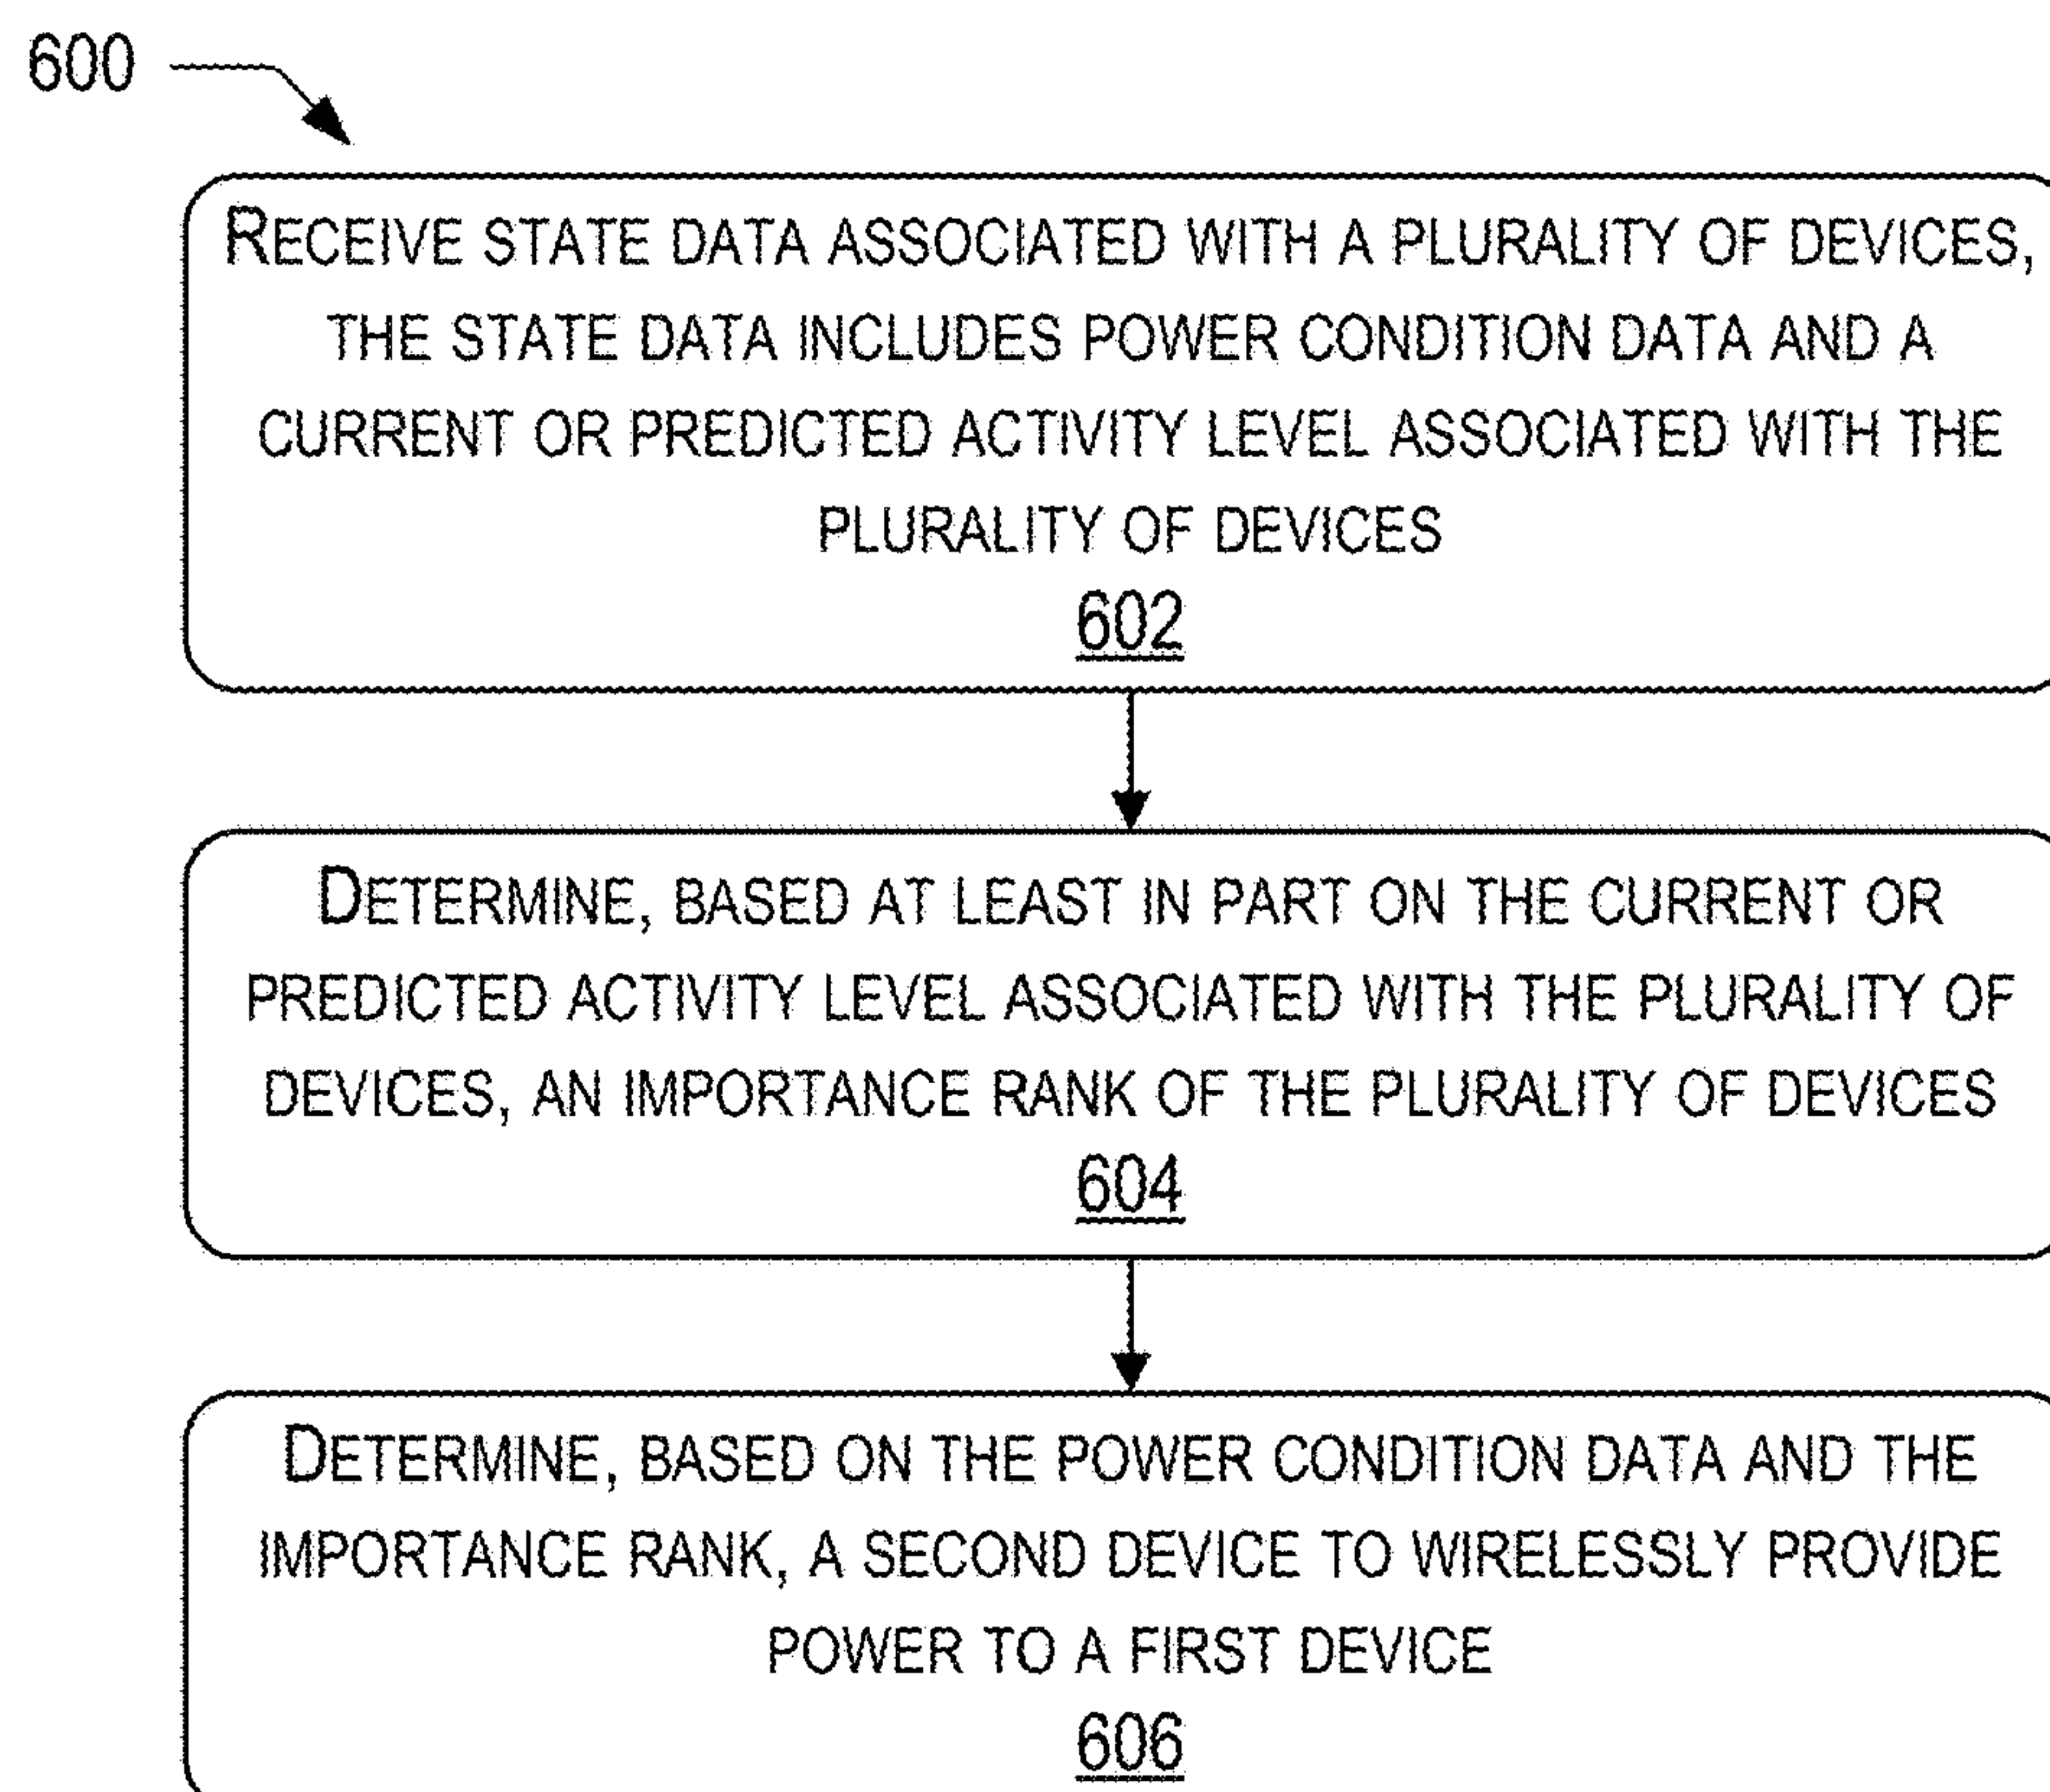 600
RECEIVE STATE DATA ASSOCIATED WITH A PLURALITY OF DEVICES,
THE STATE DATA INCLUDES POWER CONDITION DATA AND A
CURRENT OR PREDICTED ACTIVITY LEVEL ASSOCIATED WITH THE
PLURALITY OF DEVICES
602
DETERMINE, BASED AT LEAST IN PART ON THE CURRENT OR
PREDICTED ACTIVITY LEVEL ASSOCIATED WITH THE PLURALITY OF
DEVICES, AN IMPORTANCE RANK OF THE PLURALITY OF DEVICES
604
DETERMINE, BASED ON THE POWER CONDITION DATA AND THE
IMPORTANCE RANK, A SECOND DEVICE TO WIRELESSLY PROVIDE
POWER TO A FIRST DEVICE
606